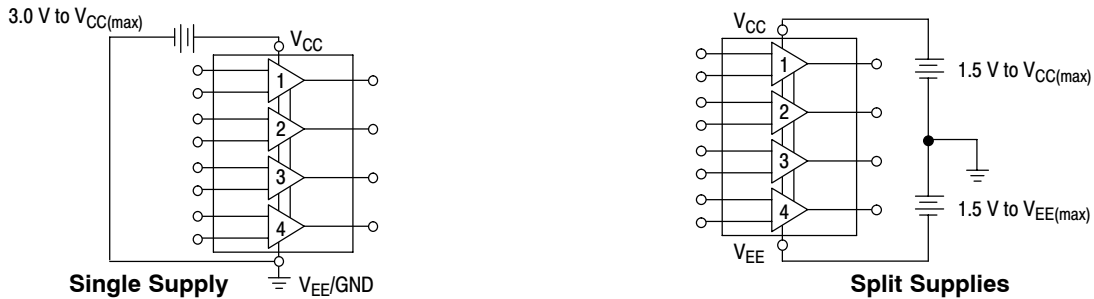 3.0 V to VCC(max)
VCC
1
2
3
4
Single Supply
VEE/GND
VCC
1
2
3
4
VEE
1.5 V to VCC(max)
1.5 V to VEE(max)
Split Supplies